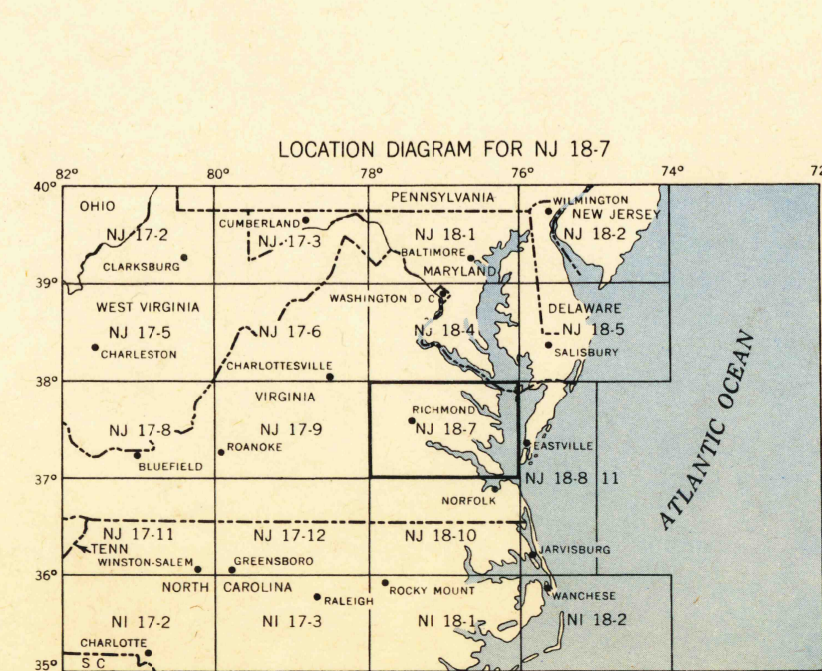 LOCATION DIAGRAM FOR NJ 18-7
82° 80° 78° 76° 74° 72
40°
OHIO
PENNSYLVANIA
WILMINGTON
NEW JERSEY
CUMBERLAND
NJ 17-2
NJ 17-3
NJ 18-1
NJ 18-2
BALTIMORE
CLARKSBURG
MARYLAND
39°
WASHINGTON D C
WEST VIRGINIA
DELAWARE
NJ 17-5
NJ 17-6
NJ 18-4
NJ 18-5
CHARLESTON
SALISBURY
CHARLOTTESVILLE
38°
VIRGINIA
RICHMOND
NJ 17-8
NJ 17-9
NJ 18-7
ROANOKE
EASTVILLE
BLUEFIELD
ATLANTIC OCEAN
37°
NJ 18-8 11
NORFOLK
NJ 17-11
NJ 17-12
NJ 18-10
TENN
JARVISBURG
WINSTON-SALEM
GREENSBORO
36°
NORTH CAROLINA
ROCKY MOUNT
WANCHESE
RALEIGH
NI 17-2
NI 17-3
NI 18-1
NI 18-2
CHARLOTTE
35°
S C